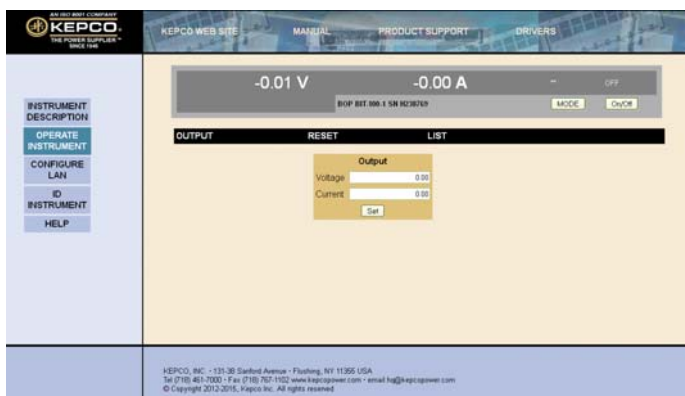 AN ISO 9001 COMPANY
KEPCO.
THE POWER SUPPLIER™
SINCE 1946
KEPCO WEB SITE
MANUAL
PRODUCT SUPPORT
DRIVERS
-0.01 V
-0.00 A
-
OFF
BOP BIT.100-1 SN H238769
MODE
On/Off
INSTRUMENT
DESCRIPTION
OPERATE
INSTRUMENT
CONFIGURE
LAN
ID
INSTRUMENT
HELP
OUTPUT
RESET
LIST
Output
Voltage
0.00
Current
0.00
Set
KEPCO, INC. - 131-38 Sanford Avenue - Flushing, NY 11355 USA
Tel (718) 461-7000 - Fax (718) 767-1102 www.kepcopower.com - email hq@kepcopower.com
© Copyright 2012-2015, Kepco Inc. All rights reserved